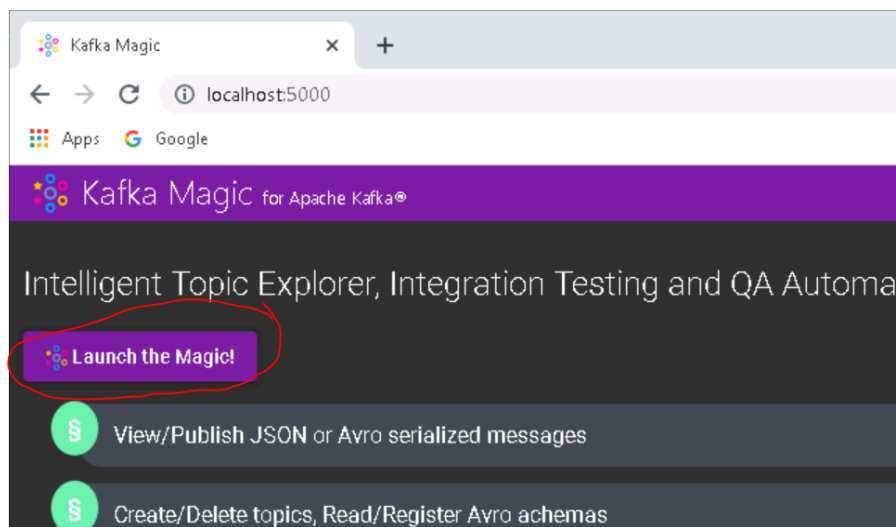 Kafka Magic
localhost:5000
Apps Google
Kafka Magic for Apache Kafka®
Intelligent Topic Explorer, Integration Testing and QA Automa
Launch the Magic!
§ View/Publish JSON or Avro serialized messages
§ Create/Delete topics, Read/Register Avro achemas